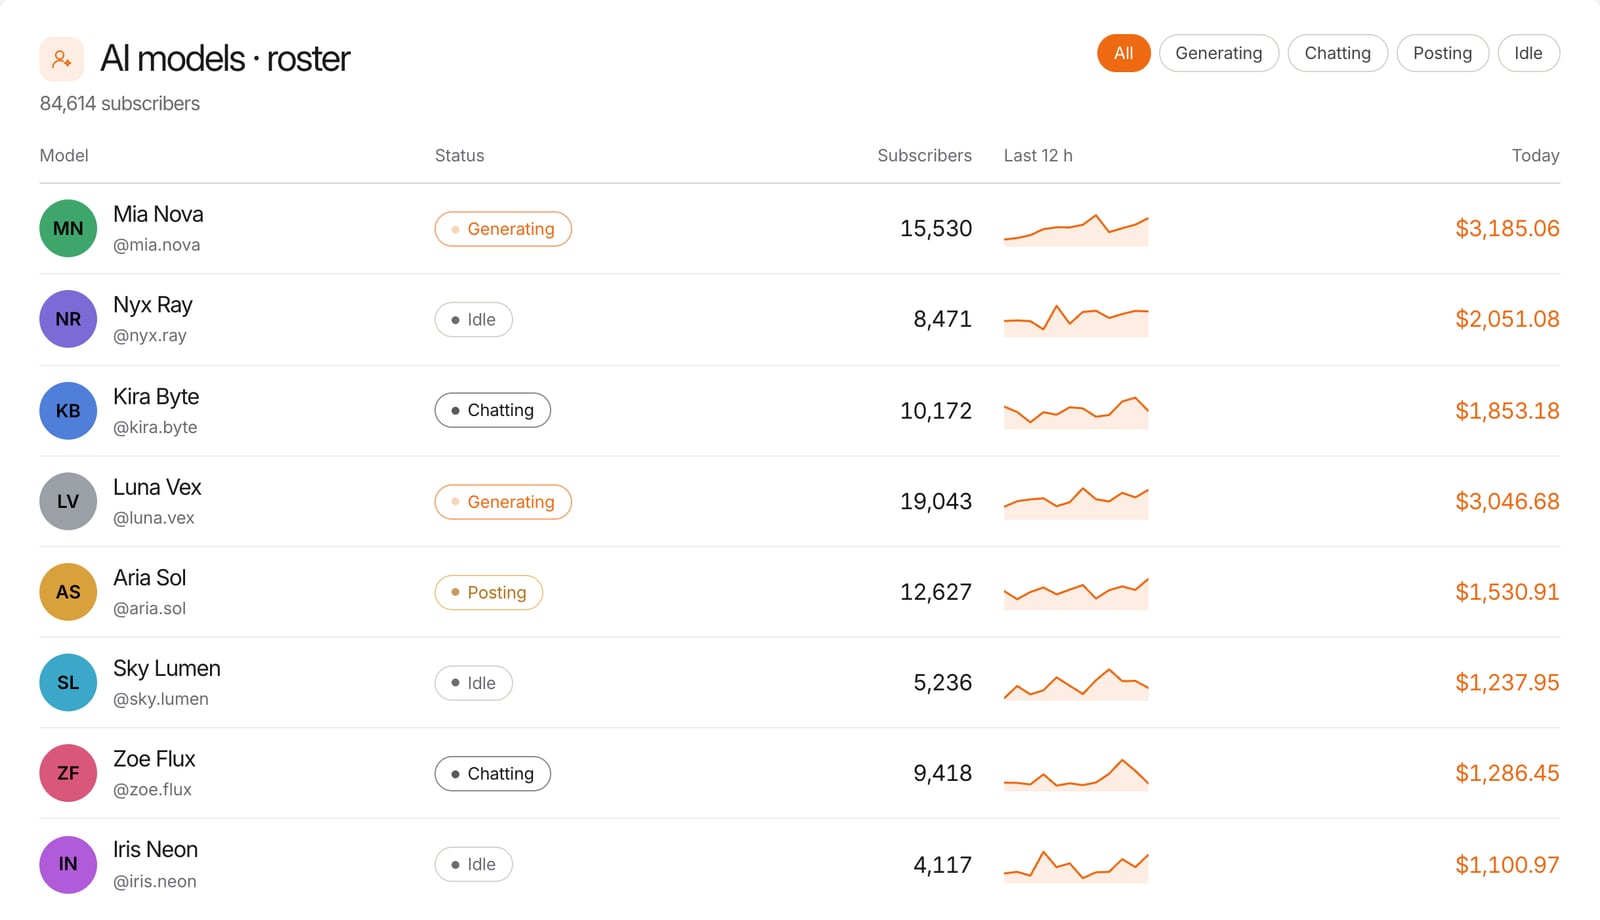 AI models · roster
84,614 subscribers
All
Generating
Chatting
Posting
Idle
Model Status Subscribers Last 12 h Today
MN
Mia Nova
@mia.nova
Generating
15,530
$3,185.06
NR
Nyx Ray
@nyx.ray
Idle
8,471
$2,051.08
KB
Kira Byte
@kira.byte
Chatting
10,172
$1,853.18
LV
Luna Vex
@luna.vex
Generating
19,043
$3,046.68
AS
Aria Sol
@aria.sol
Posting
12,627
$1,530.91
SL
Sky Lumen
@sky.lumen
Idle
5,236
$1,237.95
ZF
Zoe Flux
@zoe.flux
Chatting
9,418
$1,286.45
IN
Iris Neon
@iris.neon
Idle
4,117
$1,100.97